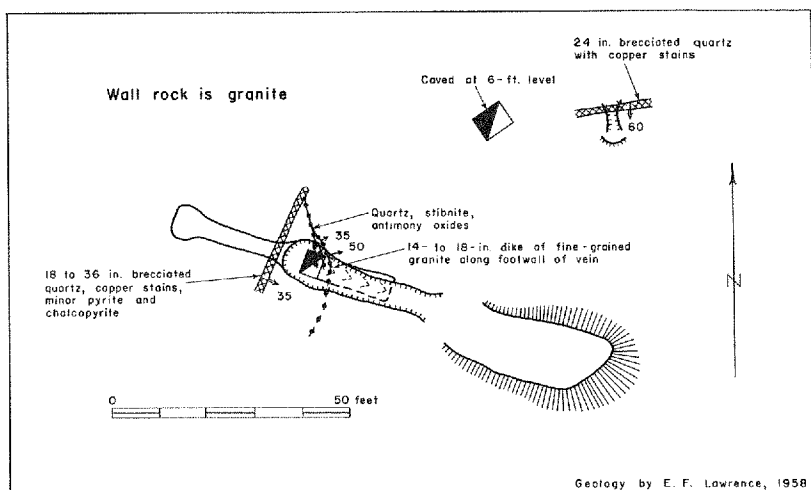 24 in. brecciated quartz
with copper stains
Caved at 6-ft. level
Wall rock is granite
60
Quartz, stibnite,
antimony oxides
35
50
14- to 18-in. dike of fine-grained
granite along footwall of vein
18 to 36 in. brecciated
quartz, copper stains,
minor pyrite and
chalcopyrite
35
N
0 50 feet
Geology by E. F. Lawrence, 1958